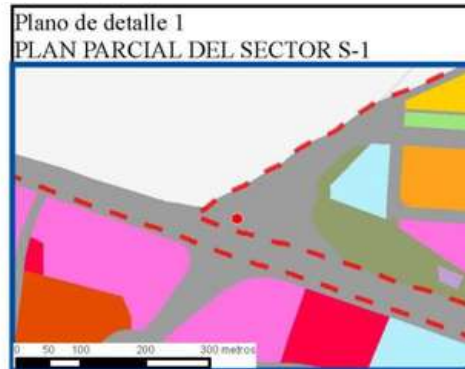 Plano de detalle 1
PLAN PARCIAL DEL SECTOR S-1
0 50 100 200 300 metros